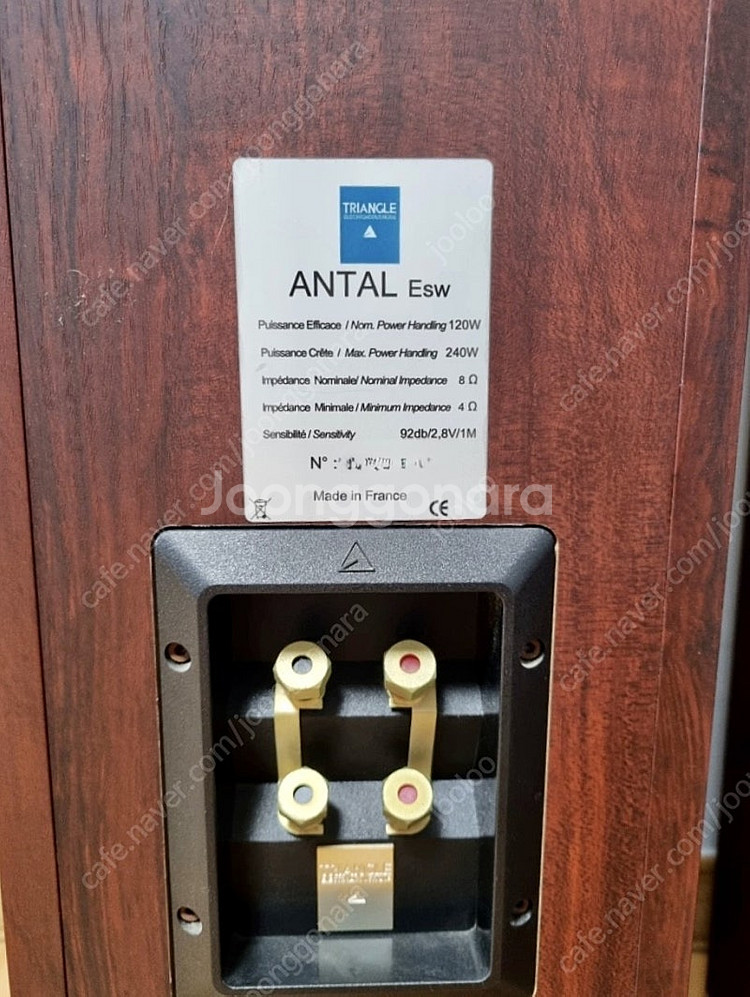 TRIANGLE
ANTAL Esw
Puissance Efficace / Nom. Power Handling 120W
Puissance Crête / Max. Power Handling 240W
Impédance Nominale/ Nominal Impedance 8 Ω
Impédance Minimale / Minimum Impedance 4 Ω
Sensibilité / Sensitivity 92db/2,8V/1M
N°
Made in France
CE
Joonggonara
cafe.naver.com/joonggonara
jooloo